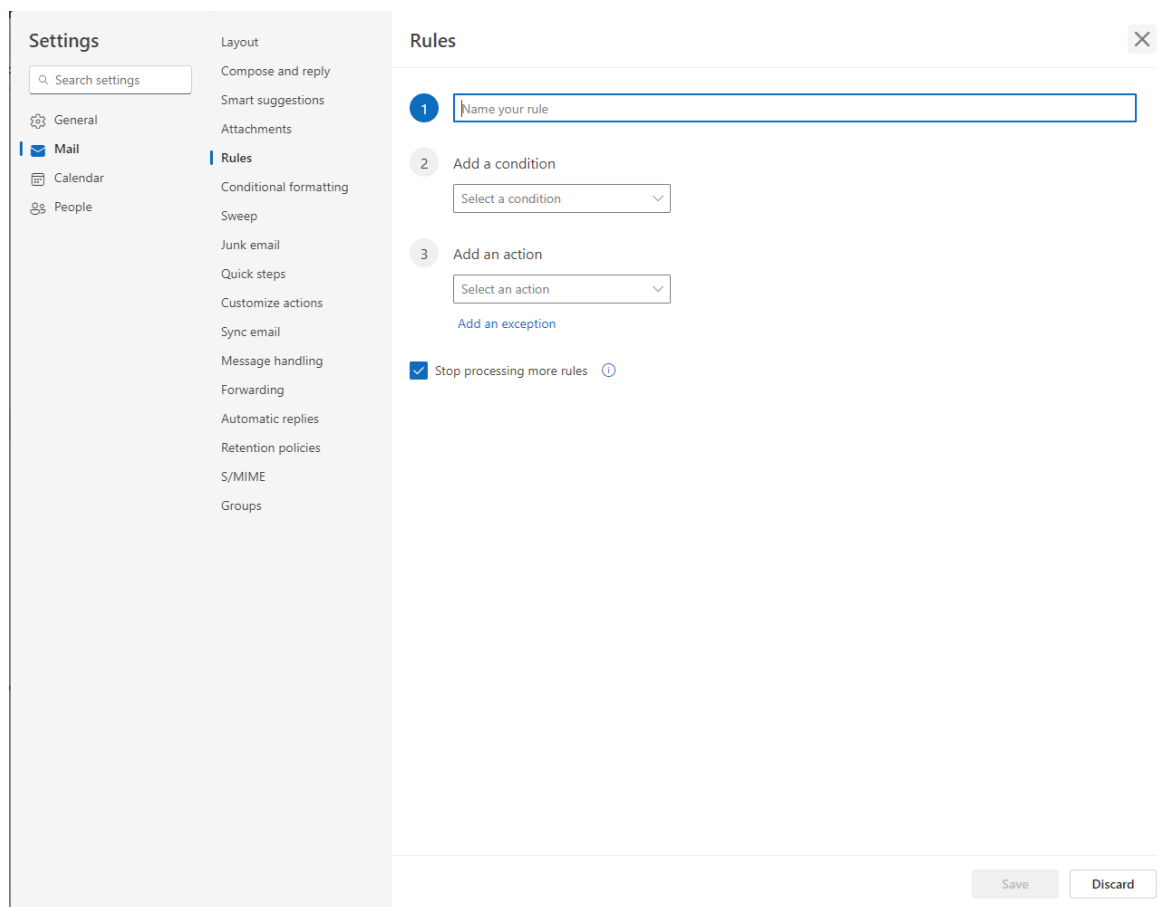 Settings
Search settings
General
Mail
Calendar
People
Layout
Compose and reply
Smart suggestions
Attachments
Rules
Conditional formatting
Sweep
Junk email
Quick steps
Customize actions
Sync email
Message handling
Forwarding
Automatic replies
Retention policies
S/MIME
Groups
Rules
1
Name your rule
2 Add a condition
Select a condition
3 Add an action
Select an action
Add an exception
Stop processing more rules
Save Discard